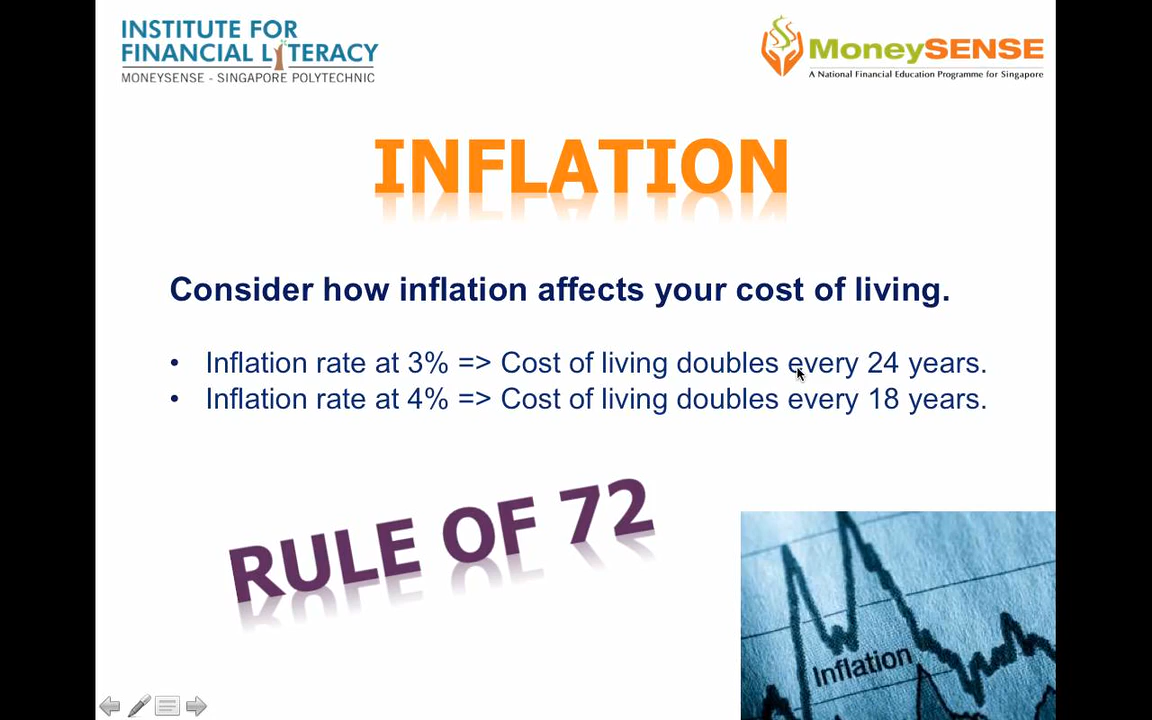 INSTITUTE FOR
FINANCIAL LITERACY
MONEYSENSE - SINGAPORE POLYTECHNIC
MoneySENSE
A National Financial Education Programme for Singapore
INFLATION
Consider how inflation affects your cost of living.
• Inflation rate at 3% => Cost of living doubles every 24 years.
• Inflation rate at 4% => Cost of living doubles every 18 years.
RULE OF 72
Inflation